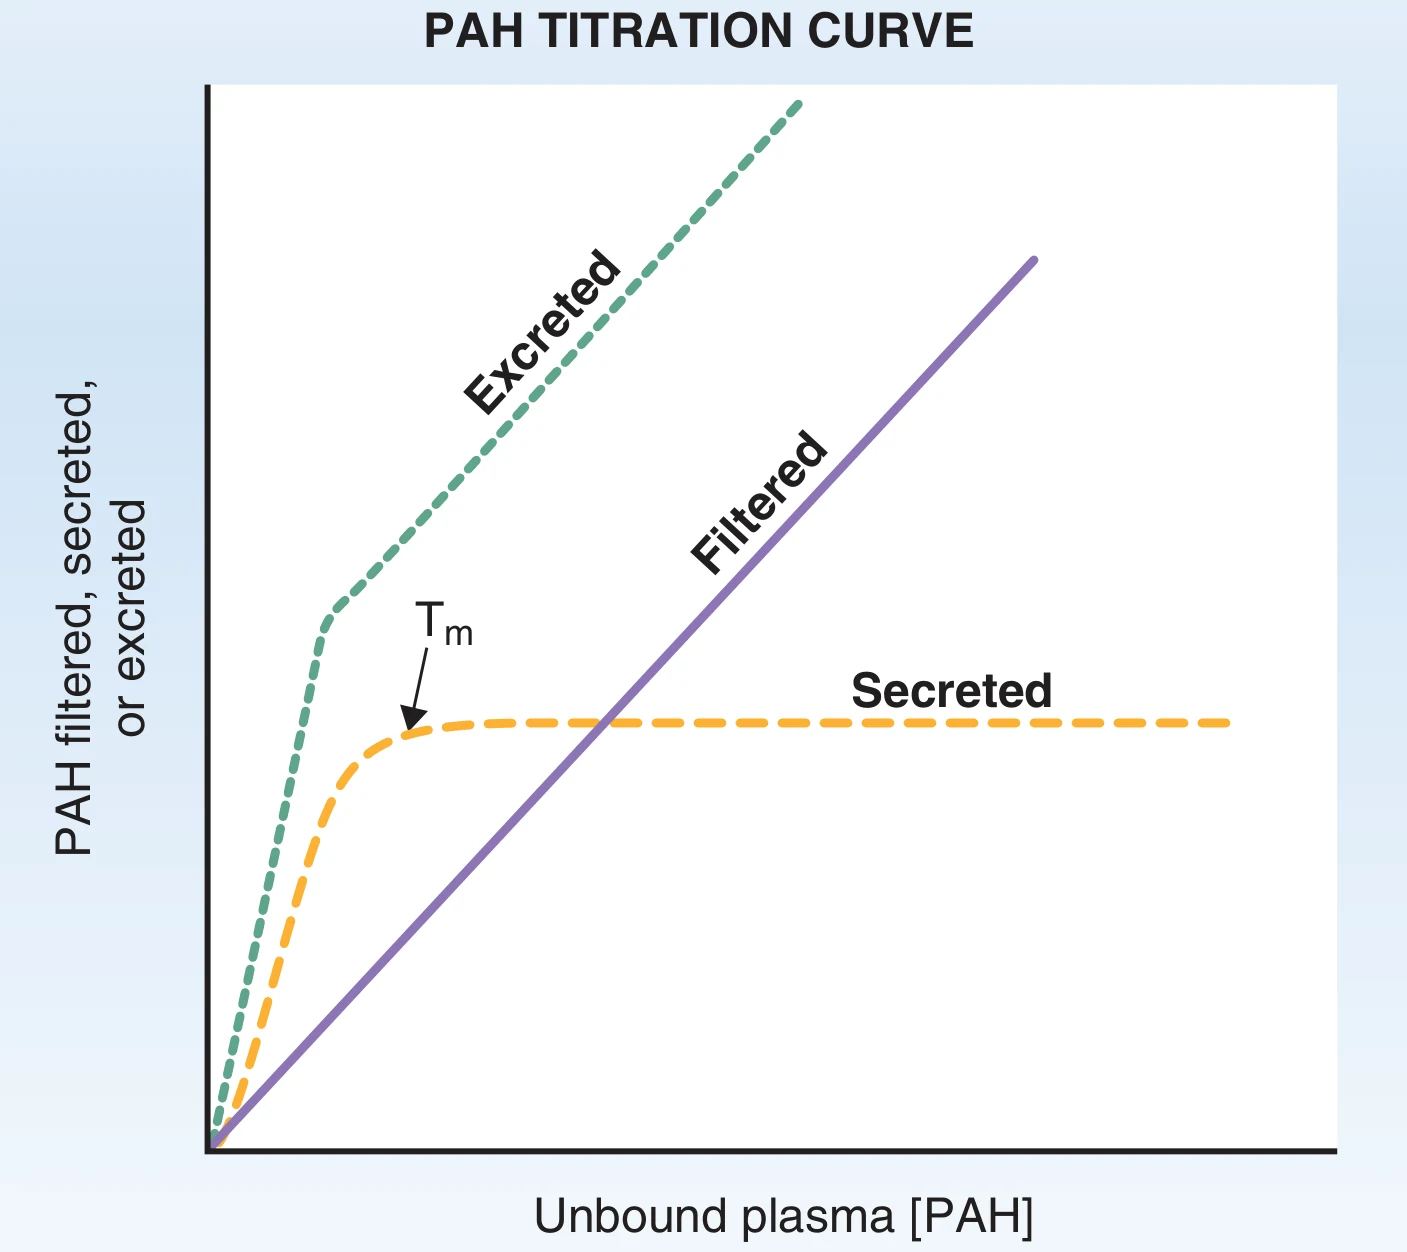 PAH TITRATION CURVE
PAH filtered, secreted,
or excreted
Excreted
Filtered
Tm
Secreted
Unbound plasma [PAH]